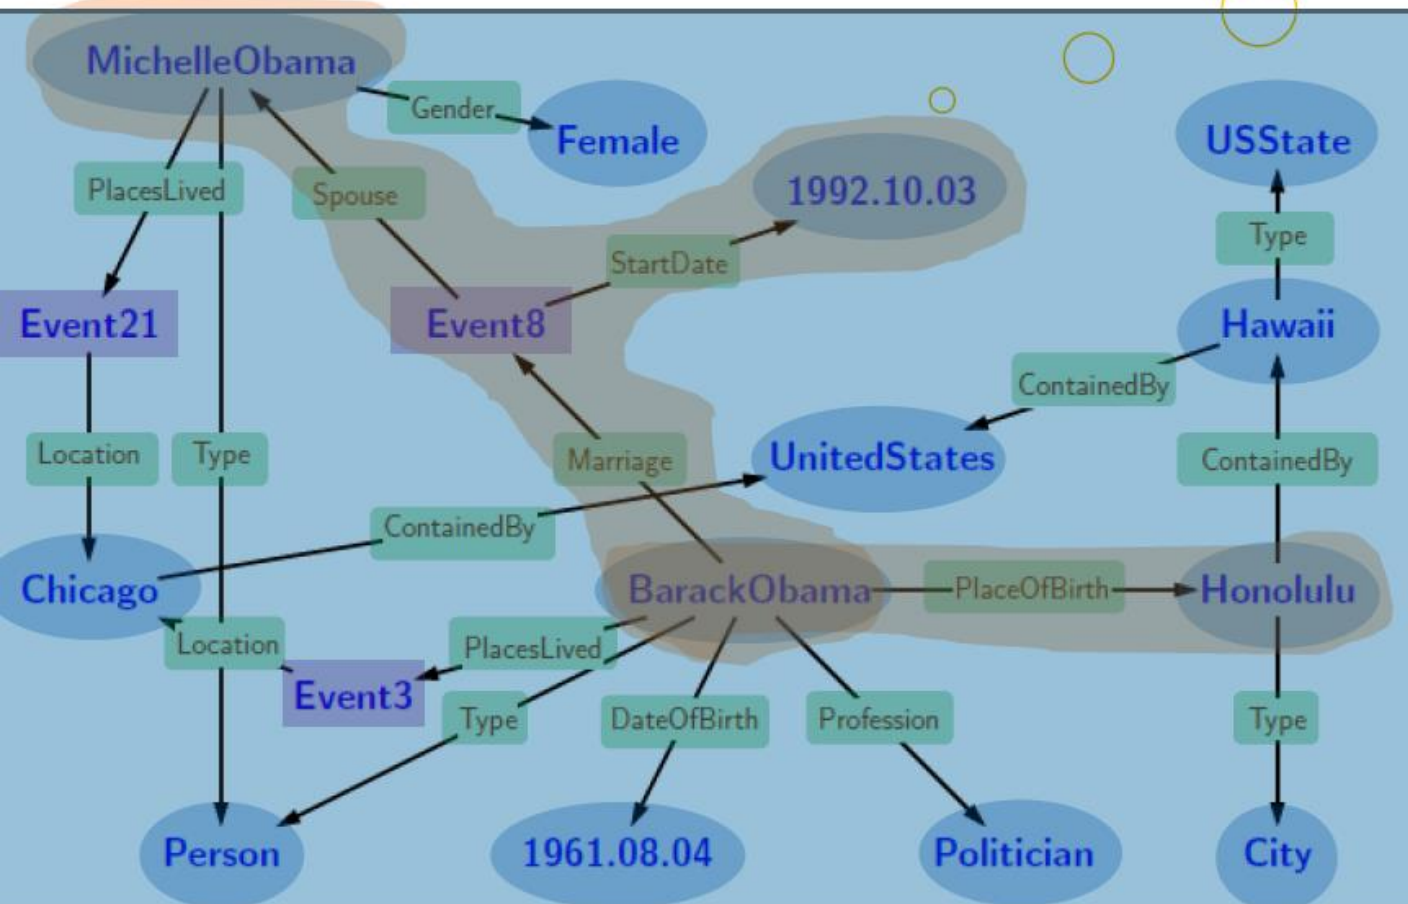 MichelleObama
Gender
Female
USState
PlacesLived
Spouse
1992.10.03
Type
StartDate
Event21
Event8
Hawaii
ContainedBy
Location
Type
Marriage
UnitedStates
ContainedBy
ContainedBy
Chicago
BarackObama
PlaceOfBirth
Honolulu
Location
PlacesLived
Event3
Type
DateOfBirth
Profession
Type
Person
1961.08.04
Politician
City